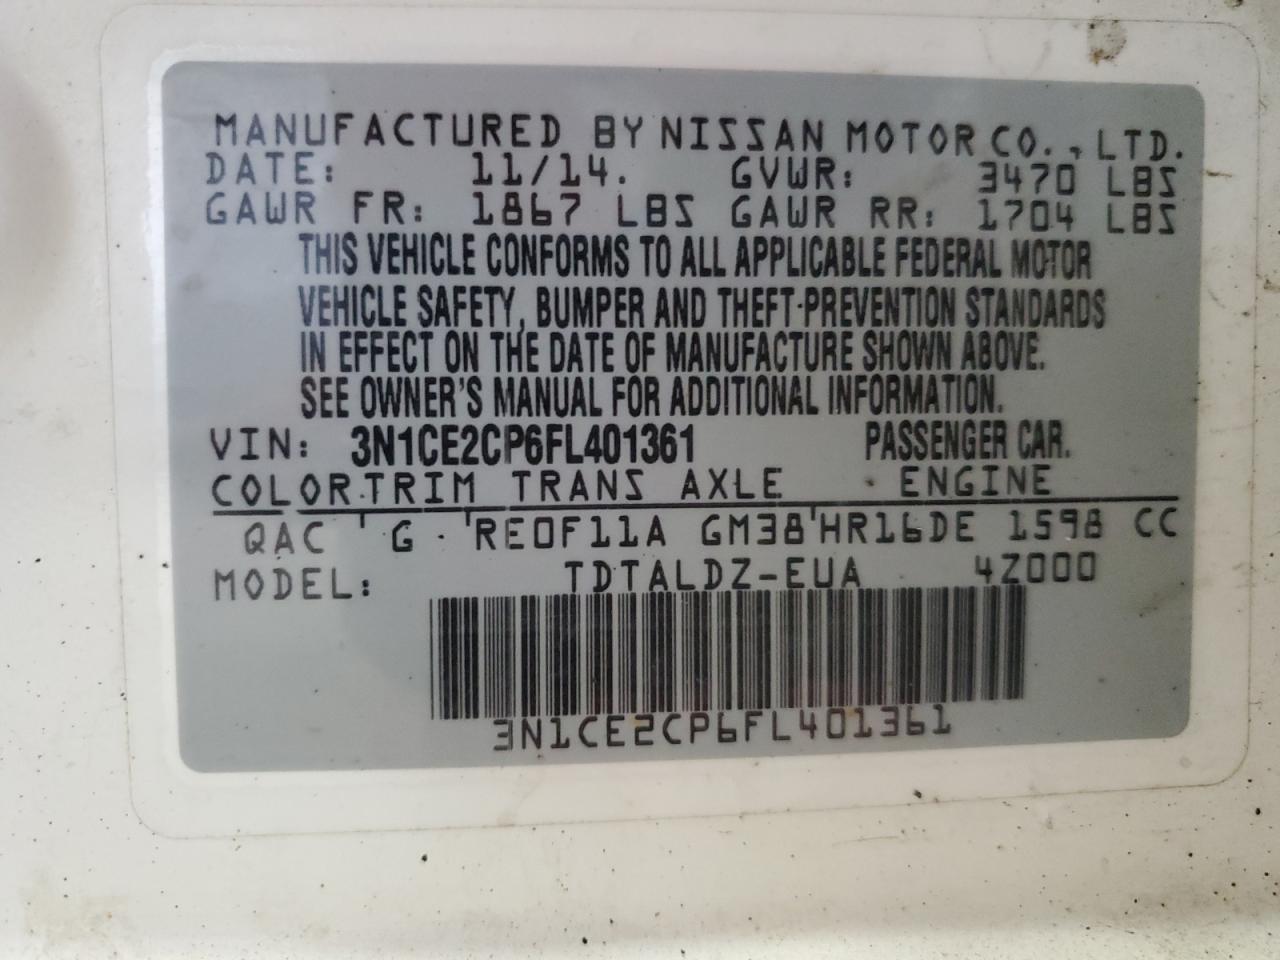 MANUFACTURED BY NISSAN MOTOR CO., LTD.
DATE: 11/14. GVWR: 3470 LBS
GAWR FR: 1867 LBS GAWR RR: 1704 LBS
THIS VEHICLE CONFORMS TO ALL APPLICABLE FEDERAL MOTOR
VEHICLE SAFETY, BUMPER AND THEFT-PREVENTION STANDARDS
IN EFFECT ON THE DATE OF MANUFACTURE SHOWN ABOVE.
SEE OWNER'S MANUAL FOR ADDITIONAL INFORMATION.
VIN: 3N1CE2CP6FL401361 PASSENGER CAR.
COLOR TRIM TRANS AXLE ENGINE
QAC G RE0F11A GM38 HR16DE 1598 CC
MODEL: TDTALDZ-EUA 4Z000
3N1CE2CP6FL401361